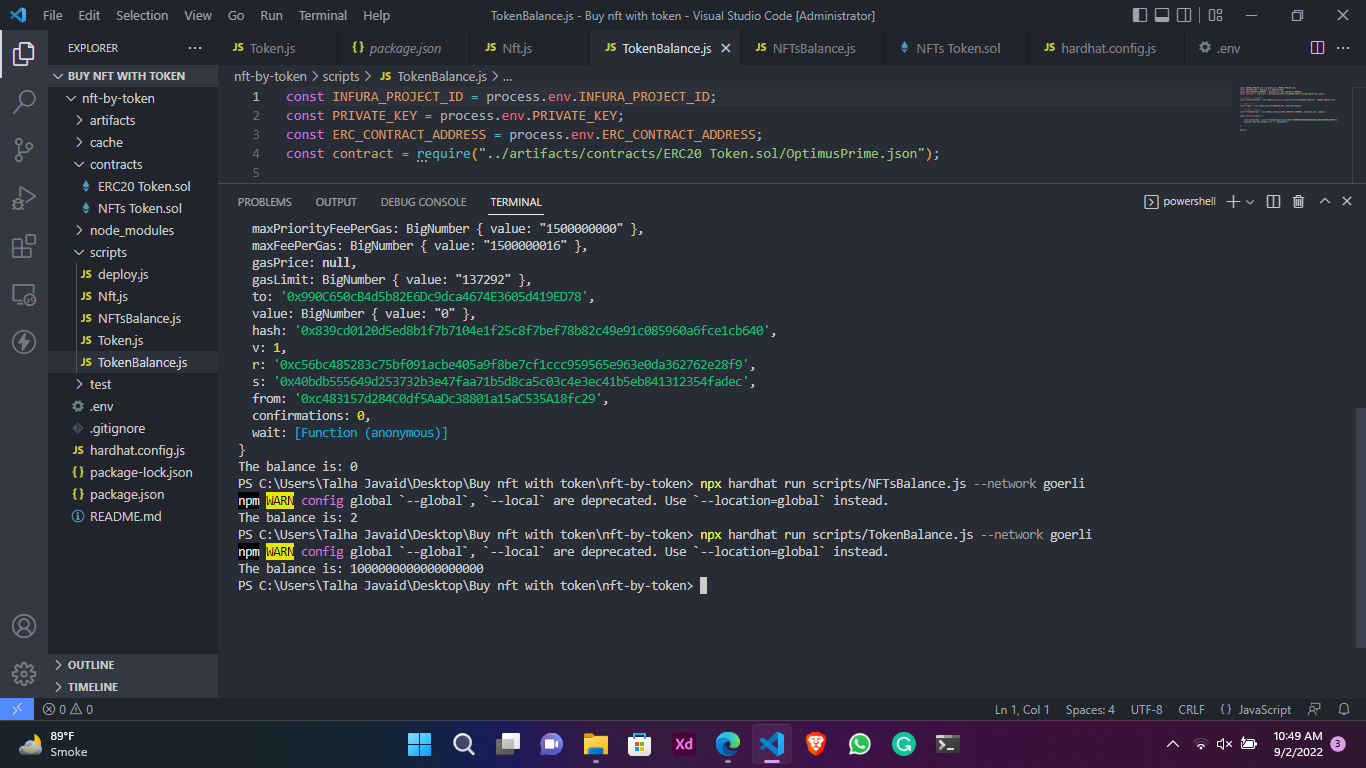 File Edit Selection View Go Run Terminal Help
TokenBalance.js - Buy nft with token - Visual Studio Code [Administrator]
EXPLORER
Token.js
package.json
Nft.js
TokenBalance.js
NFTsBalance.js
NFTs Token.sol
hardhat.config.js
.env
BUY NFT WITH TOKEN
nft-by-token
artifacts
cache
contracts
ERC20 Token.sol
NFTs Token.sol
node_modules
scripts
JS deploy.js
JS Nft.js
JS NFTsBalance.js
JS Token.js
JS TokenBalance.js
test
.env
.gitignore
JS hardhat.config.js
{} package-lock.json
{} package.json
README.md
OUTLINE
TIMELINE
nft-by-token > scripts > JS TokenBalance.js > ...
1 const INFURA_PROJECT_ID = process.env.INFURA_PROJECT_ID;
2 const PRIVATE_KEY = process.env.PRIVATE_KEY;
3 const ERC_CONTRACT_ADDRESS = process.env.ERC_CONTRACT_ADDRESS;
4 const contract = require("../artifacts/contracts/ERC20 Token.sol/OptimusPrime.json");
5
PROBLEMS OUTPUT DEBUG CONSOLE TERMINAL
powershell
maxPriorityFeePerGas: BigNumber { value: "1500000000" },
maxFeePerGas: BigNumber { value: "1500000016" },
gasPrice: null,
gasLimit: BigNumber { value: "137292" },
to: '0x990C650cB4d5b82E6Dc9dca4674E3605d419ED78',
value: BigNumber { value: "0" },
hash: '0x839cd0120d5ed8b1f7b7104e1f25c8f7bef78b82c49e91c085960a6fce1cb640',
v: 1,
r: '0xc56bc485283c75bf091acbe405a9f8be7cf1ccc959565e963e0da362762e28f9',
s: '0x40bdb555649d253732b3e47faa71b5d8ca5c03c4e3ec41b5eb841312354fadec',
from: '0xc483157d284C0df5AaDc38801a15aC535A18fc29',
confirmations: 0,
wait: [Function (anonymous)]
}
The balance is: 0
PS C:\Users\Talha Javaid\Desktop\Buy nft with token\nft-by-token> npx hardhat run scripts/NFTsBalance.js --network goerli
npm WARN config global `--global`, `--local` are deprecated. Use `--location=global` instead.
The balance is: 2
PS C:\Users\Talha Javaid\Desktop\Buy nft with token\nft-by-token> npx hardhat run scripts/TokenBalance.js --network goerli
npm WARN config global `--global`, `--local` are deprecated. Use `--location=global` instead.
The balance is: 1000000000000000000
PS C:\Users\Talha Javaid\Desktop\Buy nft with token\nft-by-token>
0 0
Ln 1, Col 1 Spaces: 4 UTF-8 CRLF {} JavaScript
89°F
Smoke
Xd
10:49 AM
9/2/2022
3